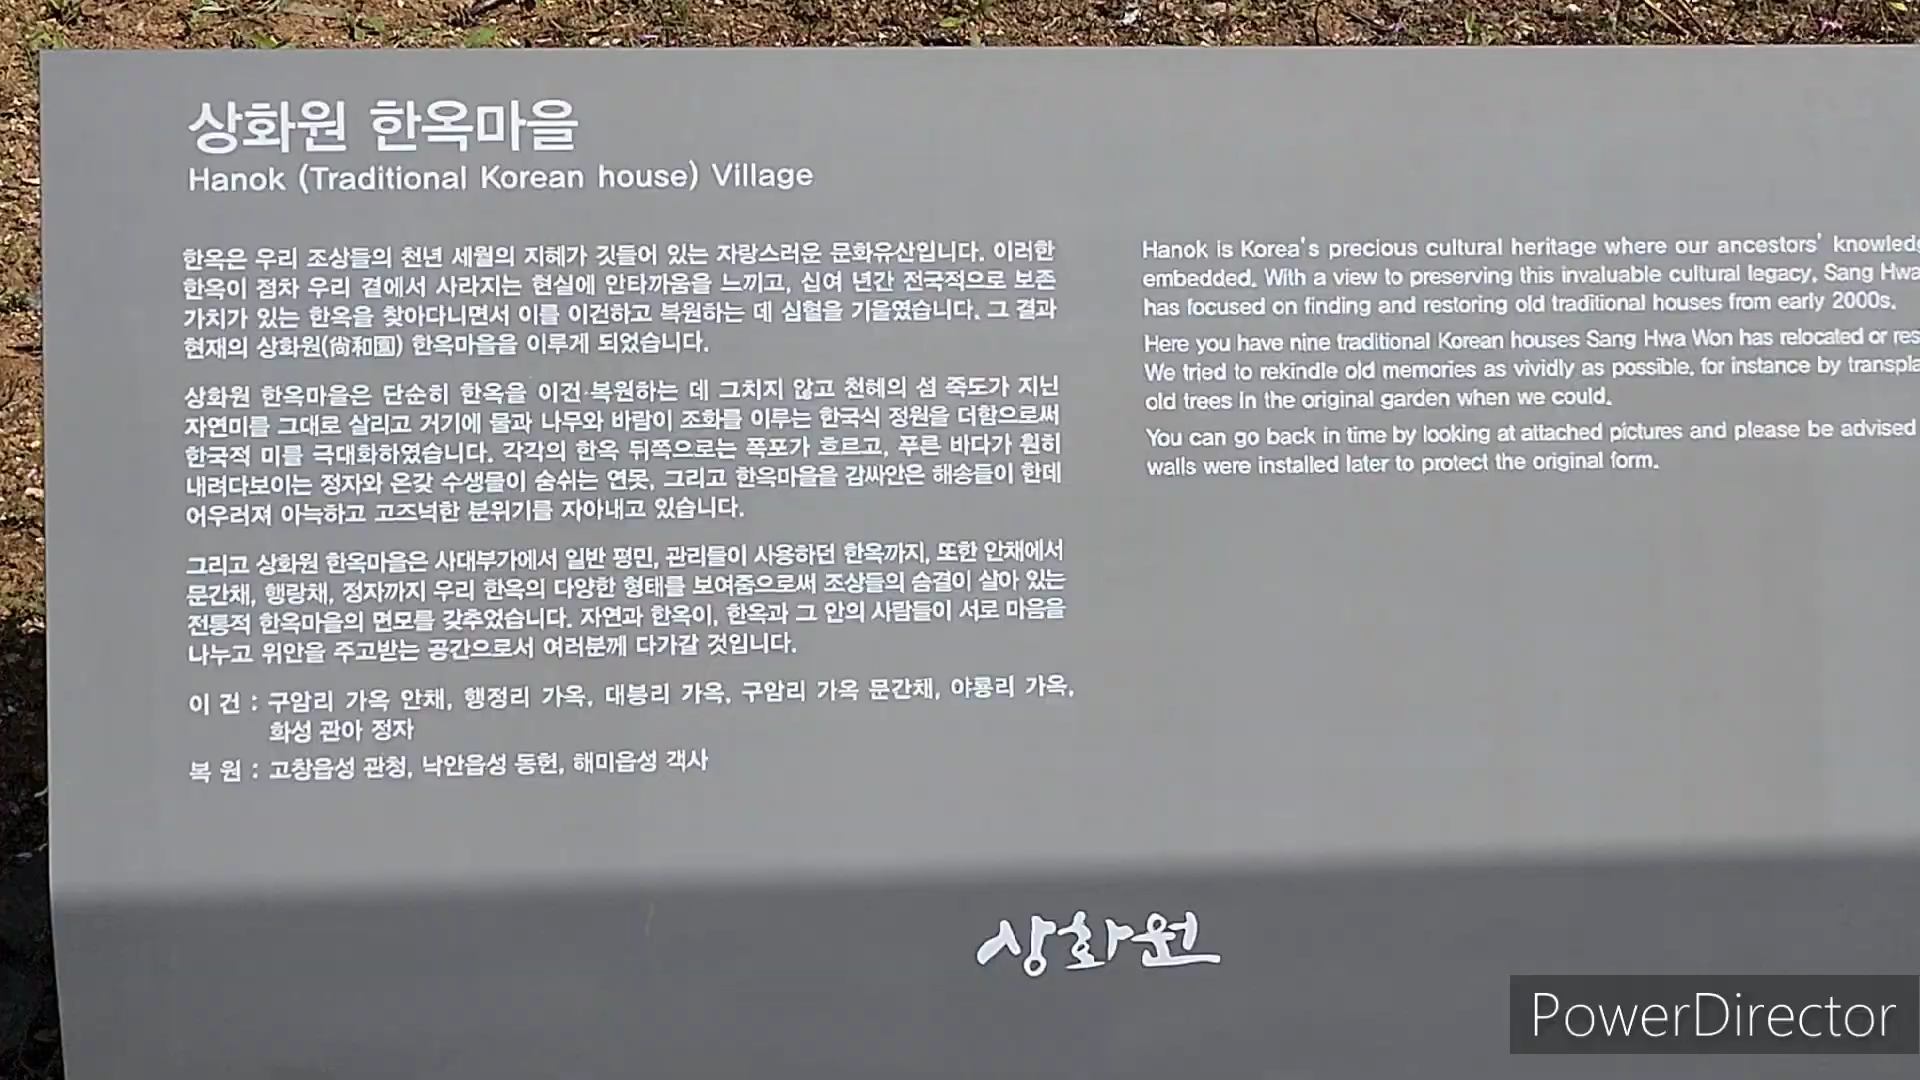 상화원 한옥마을
Hanok (Traditional Korean house) Village
한옥은 우리 조상들의 천년 세월의 지혜가 깃들어 있는 자랑스러운 문화유산입니다. 이러한
한옥이 점차 우리 곁에서 사라지는 현실에 안타까움을 느끼고, 십여 년간 전국적으로 보존
가치가 있는 한옥을 찾아다니면서 이를 이건하고 복원하는 데 심혈을 기울였습니다. 그 결과
현재의 상화원(尙和園) 한옥마을을 이루게 되었습니다.
상화원 한옥마을은 단순히 한옥을 이건·복원하는 데 그치지 않고 천혜의 섬 죽도가 지닌
자연미를 그대로 살리고 거기에 물과 나무와 바람이 조화를 이루는 한국식 정원을 더함으로써
한국적 미를 극대화하였습니다. 각각의 한옥 뒤쪽으로는 폭포가 흐르고, 푸른 바다가 훤히
내려다보이는 정자와 온갖 수생물이 숨쉬는 연못, 그리고 한옥마을을 감싸안은 해송들이 한데
어우러져 아늑하고 고즈넉한 분위기를 자아내고 있습니다.
그리고 상화원 한옥마을은 사대부가에서 일반 평민, 관리들이 사용하던 한옥까지, 또한 안채에서
문간채, 행랑채, 정자까지 우리 한옥의 다양한 형태를 보여줌으로써 조상들의 숨결이 살아 있는
전통적 한옥마을의 면모를 갖추었습니다. 자연과 한옥이, 한옥과 그 안의 사람들이 서로 마음을
나누고 위안을 주고받는 공간으로서 여러분께 다가갈 것입니다.
이 건 : 구암리 가옥 안채, 행정리 가옥, 대붕리 가옥, 구암리 가옥 문간채, 야룡리 가옥,
화성 관아 정자
복 원 : 고창읍성 관청, 낙안읍성 동헌, 해미읍성 객사
Hanok is Korea's precious cultural heritage where our ancestors'
embedded. With a view to preserving this invaluable cultural legacy, Sang Hwa
has focused on finding and restoring old traditional houses from early 2000s.
Here you have nine traditional Korean houses Sang Hwa Won has relocated or
We tried to rekindle old memories as vividly as possible, for instance by
old trees in the original garden when we could.
You can go back in time by looking at attached pictures and please be advised
walls were installed later to protect the original form.
상화원
PowerDirector